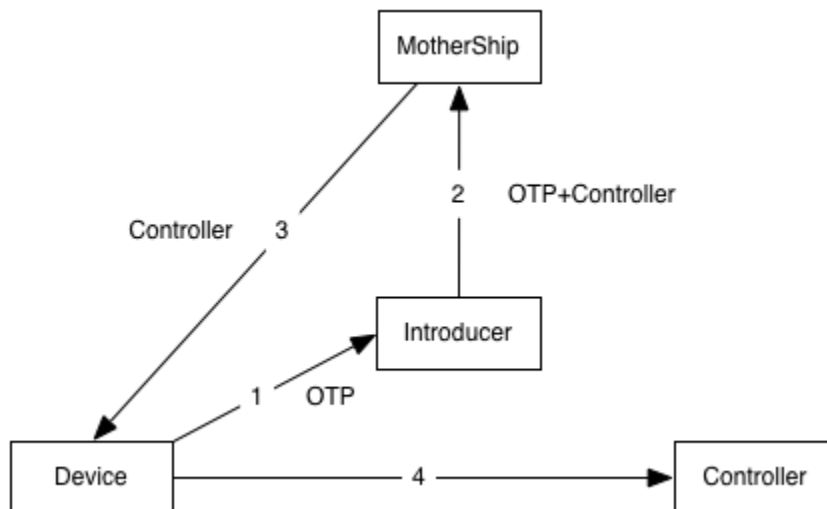 MotherShip
2 OTP+Controller
Controller 3
Introducer
1 OTP
Device
4
Controller